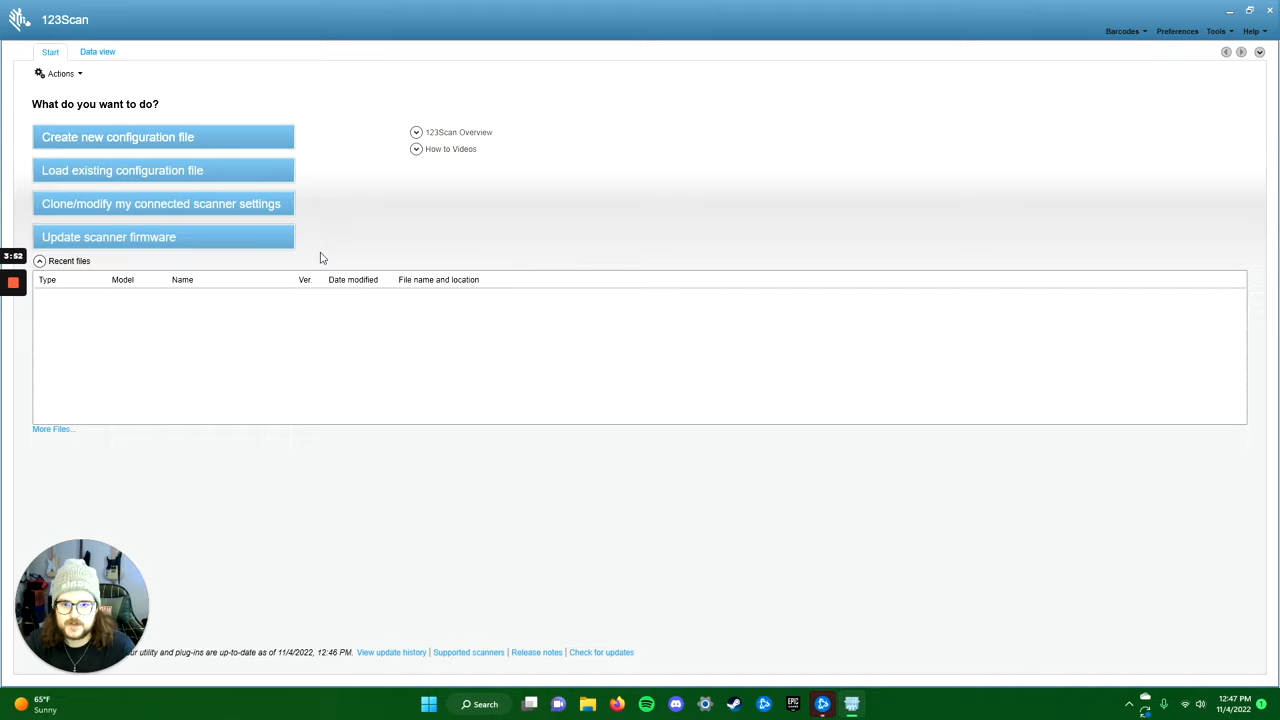 123Scan
Barcodes Preferences Tools Help
Start Data view
Actions
What do you want to do?
Create new configuration file
Load existing configuration file
Clone/modify my connected scanner settings
Update scanner firmware
123Scan Overview
How to Videos
3:52
Recent files
Type Model Name Ver. Date modified File name and location
More Files...
utility and plug-ins are up-to-date as of 11/4/2022, 12:46 PM. View update history | Supported scanners | Release notes | Check for updates
65°F
Sunny
Search
EPIC
12:47 PM
11/4/2022
1